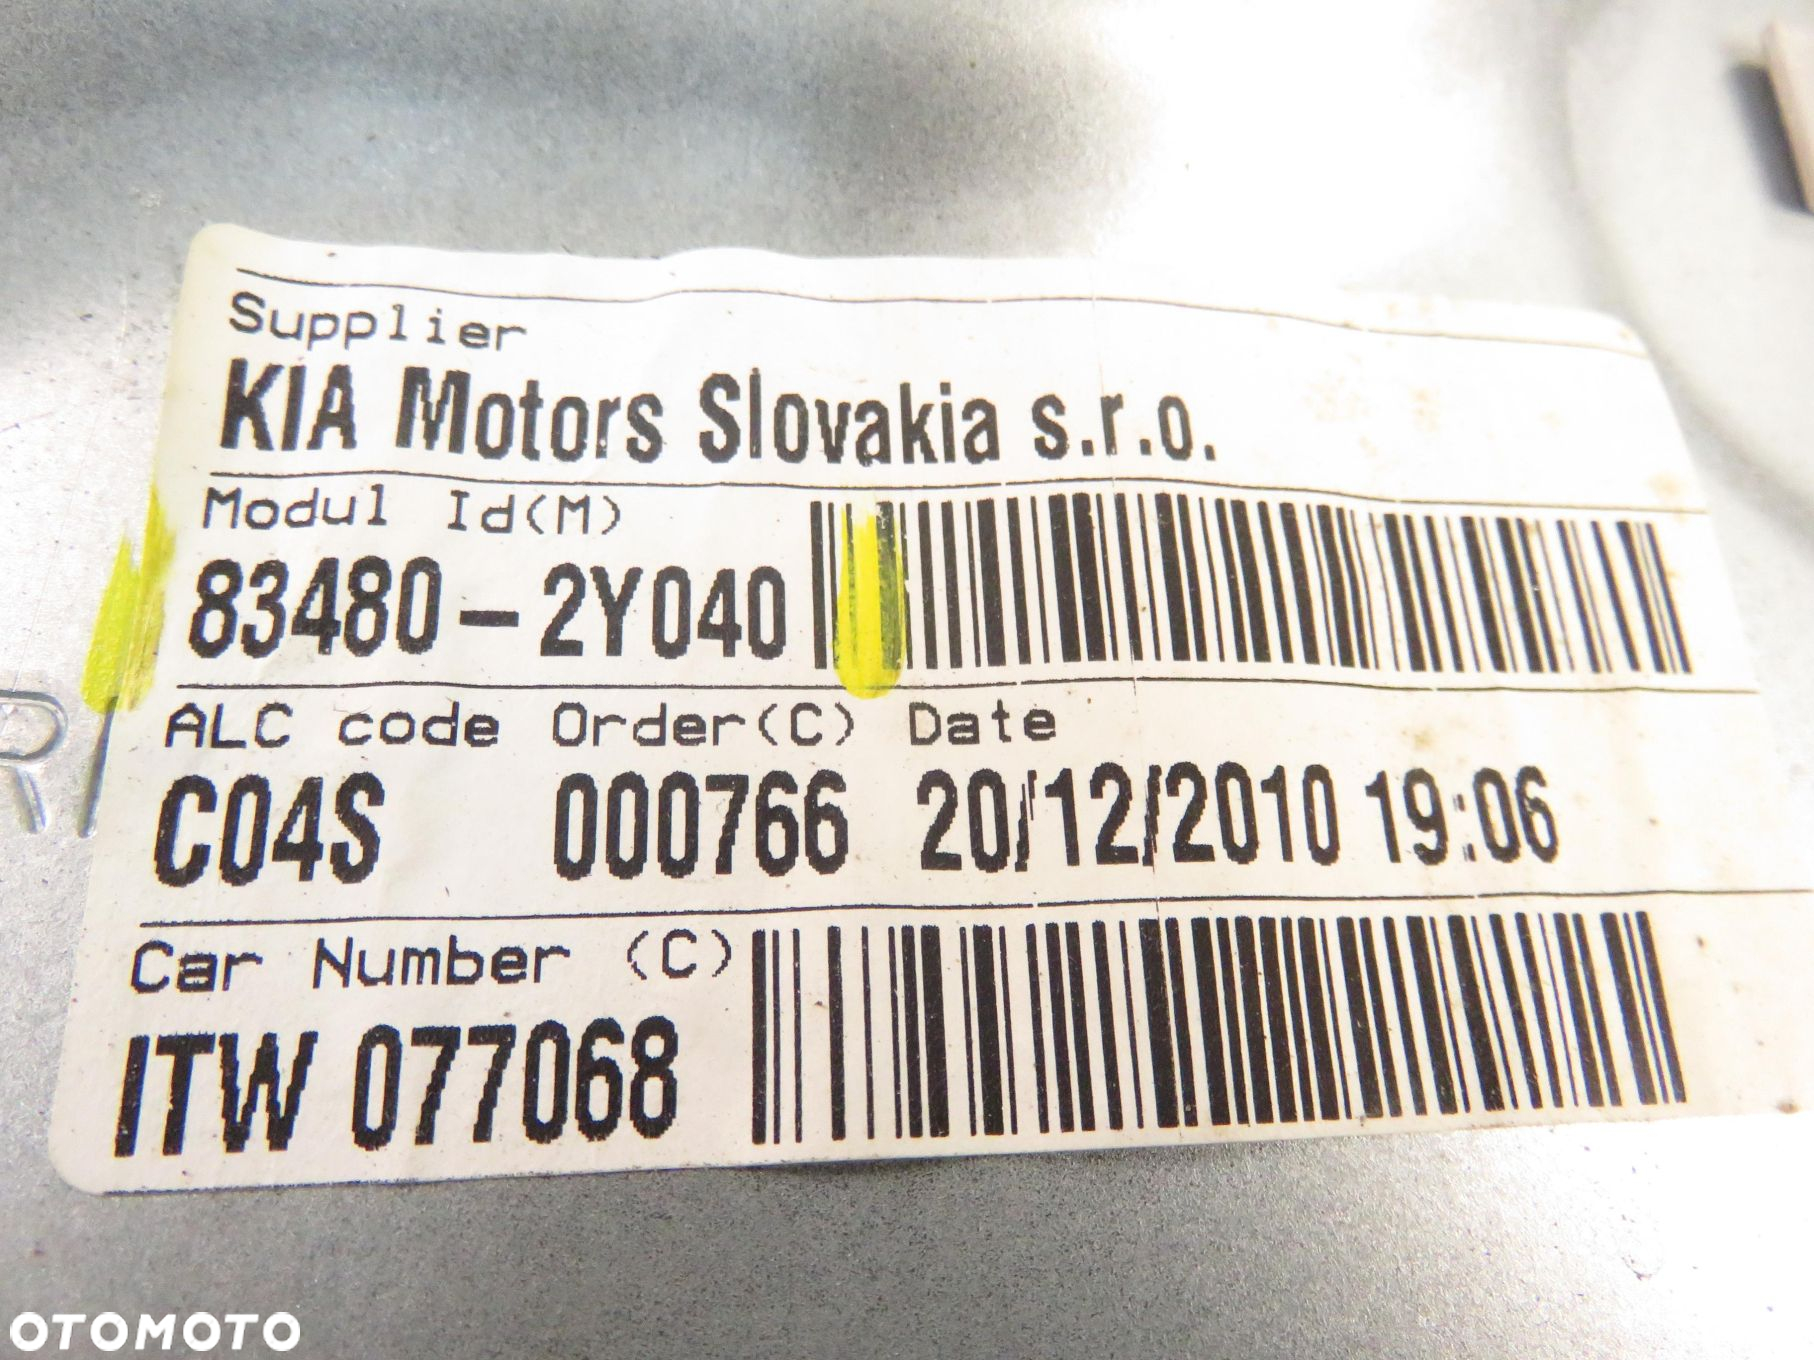 Supplier
KIA Motors Slovakia s.r.o.
Modul Id(M)
83480-2Y040
ALC code Order(C) Date
C04S 000766 20/12/2010 19:06
Car Number (C)
ITW 077068
OTOMOTO